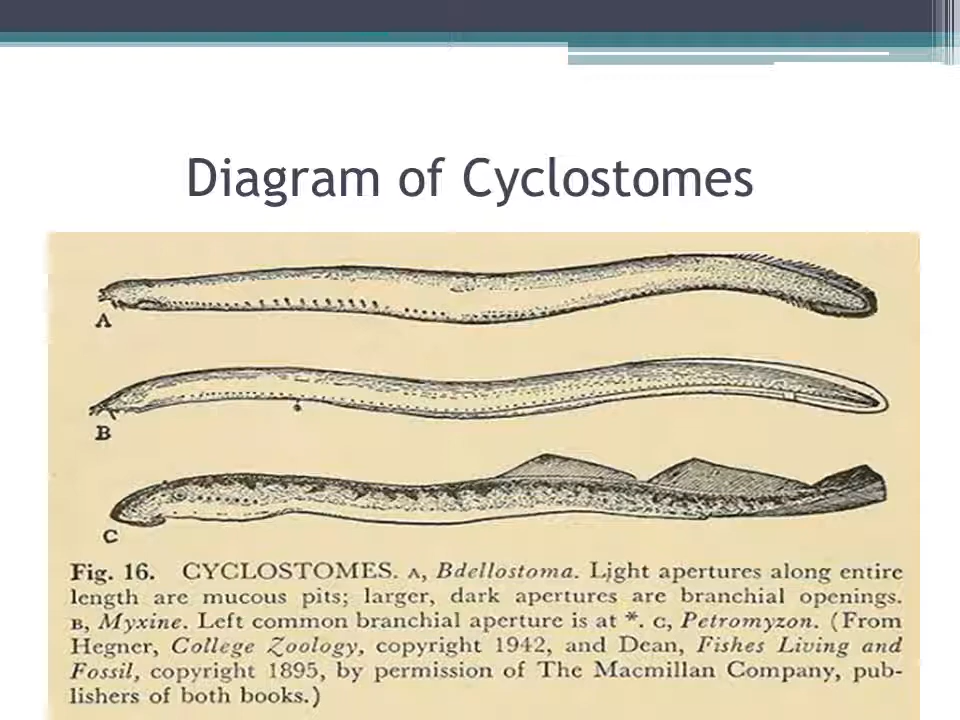 Diagram of Cyclostomes
A
B
*
C
Fig. 16. CYCLOSTOMES. A, Bdellostoma. Light apertures along entire
length are mucous pits; larger, dark apertures are branchial openings.
B, Myxine. Left common branchial aperture is at *. C, Petromyzon. (From
Hegner, College Zoology, copyright 1942, and Dean, Fishes Living and
Fossil, copyright 1895, by permission of The Macmillan Company, pub-
lishers of both books.)